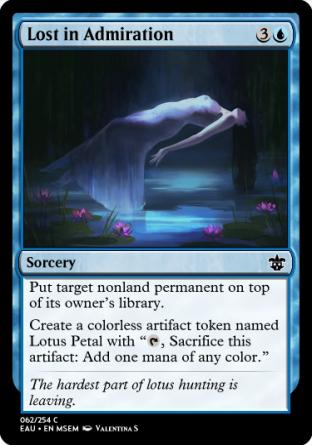 Lost in Admiration 3
Sorcery
Put target nonland permanent on top
of its owner's library.
Create a colorless artifact token named
Lotus Petal with “, Sacrifice this
artifact: Add one mana of any color.”
The hardest part of lotus hunting is
leaving.
062/254 C
EAU • EN MSEM Valentina S